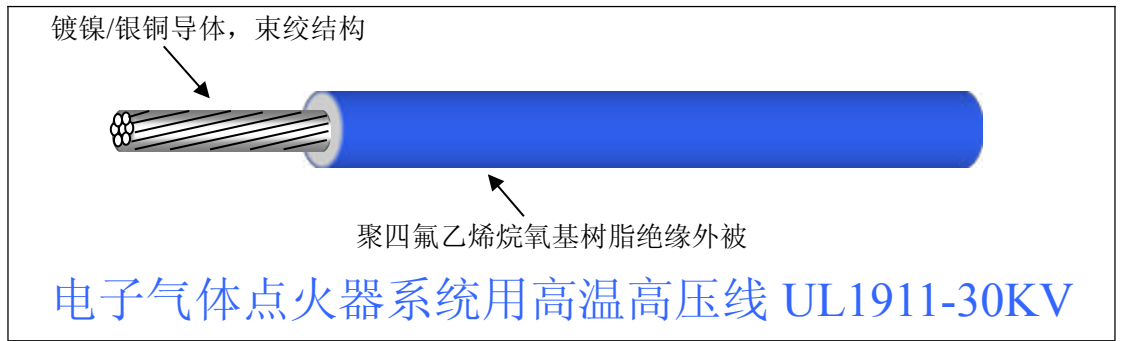 镀镍/银铜导体，束绞结构
聚四氟乙烯烷氧基树脂绝缘外被
电子气体点火器系统用高温高压线 UL1911-30KV